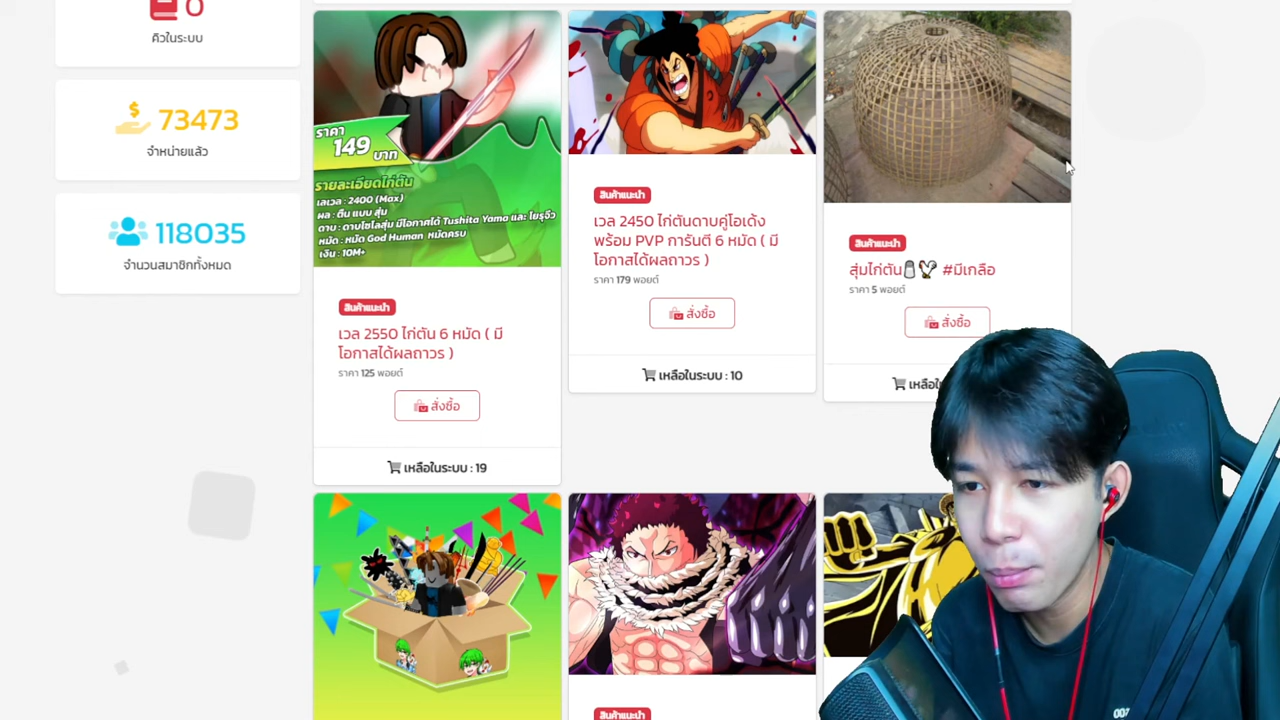 0
คิวในระบบ
73473
จำหน่ายแล้ว
118035
จำนวนสมาชิกทั้งหมด
ราคา
149 บาท
รายละเอียดไก่ตัน
เลเวล : 2400 (Max)
ผล : ตื่น แบบ สุ่ม
ดาบ : ดาบโซโลสุ่ม มีโอกาสได้ Tushita Yama และ โยรุจิ๋ว
หมัด : หมัด God Human หมัดครบ
เงิน : 10M+
สินค้าแนะนำ
เวล 2550 ไก่ตัน 6 หมัด ( มี
โอกาสได้ผลถาวร )
ราคา 125 พอยต์
สั่งซื้อ
เหลือในระบบ : 19
สินค้าแนะนำ
เวล 2450 ไก่ตันดาบคู่โอเด้ง
พร้อม PVP การันตี 6 หมัด ( มี
โอกาสได้ผลถาวร )
ราคา 179 พอยต์
สั่งซื้อ
เหลือในระบบ : 10
สินค้าแนะนำ
สุ่มไก่ตัน🧂🐓 #มีเกลือ
ราคา 5 พอยต์
สั่งซื้อ
สินค้าแนะนำ